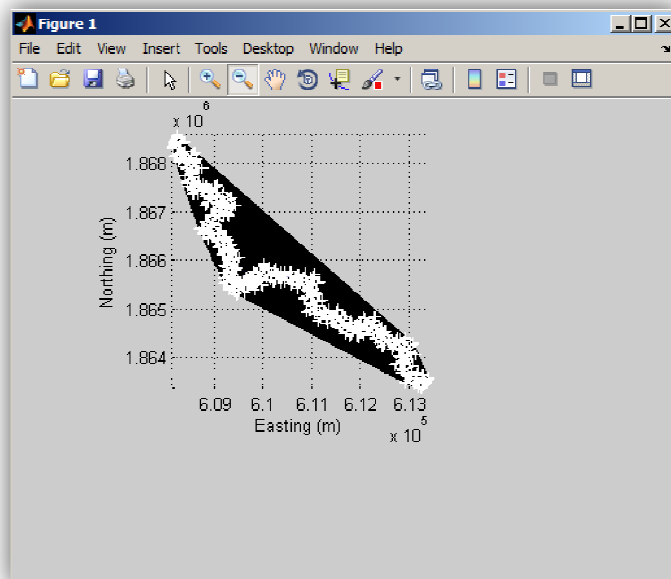 Figure 1
File Edit View Insert Tools Desktop Window Help
x 10 6
1.868
1.867
1.866
1.865
1.864
Northing (m)
6.09 6.1 6.11 6.12 6.13
Easting (m)
x 10 5